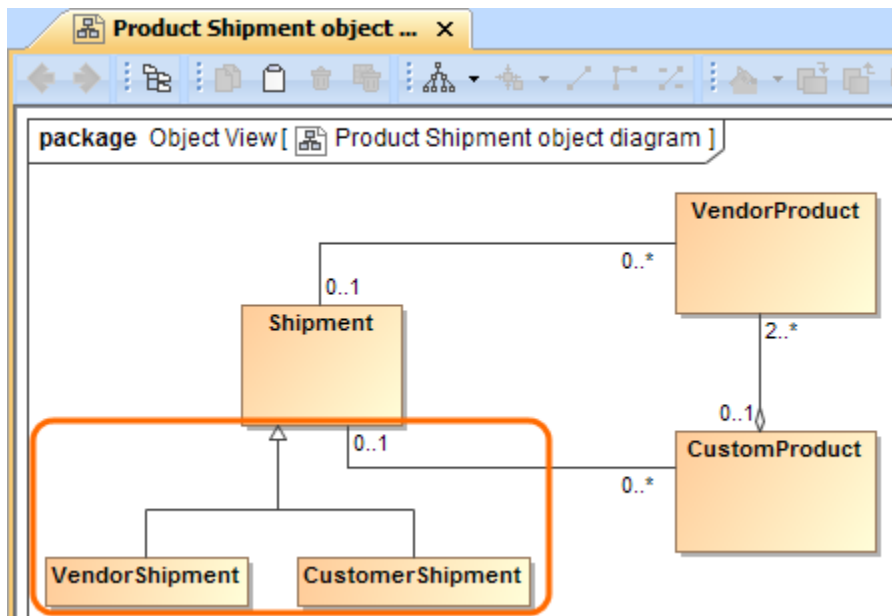 Product Shipment object ...
package Object View[ Product Shipment object diagram ]
VendorProduct
0..*
0..1
Shipment
2..*
0..1
0..1
CustomProduct
0..*
VendorShipment
CustomerShipment